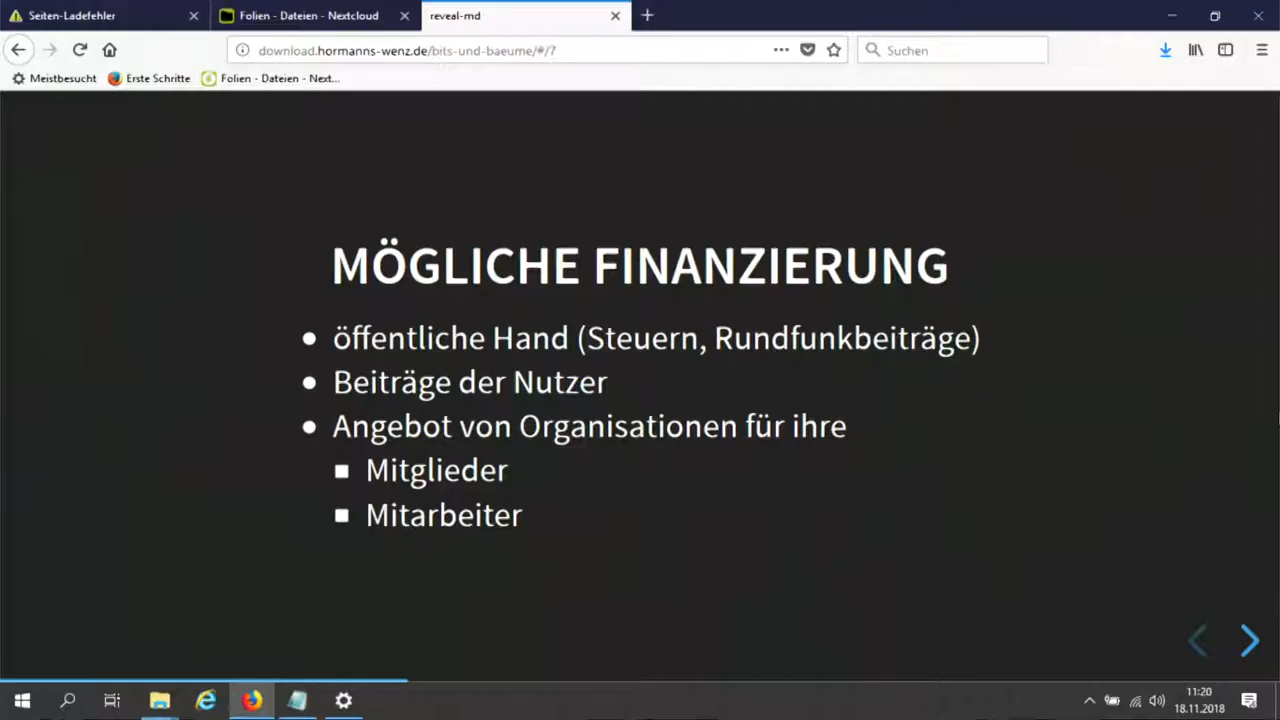 Seiten-Ladefehler
Folien - Dateien - Nextcloud
reveal-md
download.hormanns-wenz.de/bits-und-baeume/#/7
Suchen
Meistbesucht
Erste Schritte
Folien - Dateien - Next...
MÖGLICHE FINANZIERUNG
öffentliche Hand (Steuern, Rundfunkbeiträge)
Beiträge der Nutzer
Angebot von Organisationen für ihre
Mitglieder
Mitarbeiter
11:20
18.11.2018